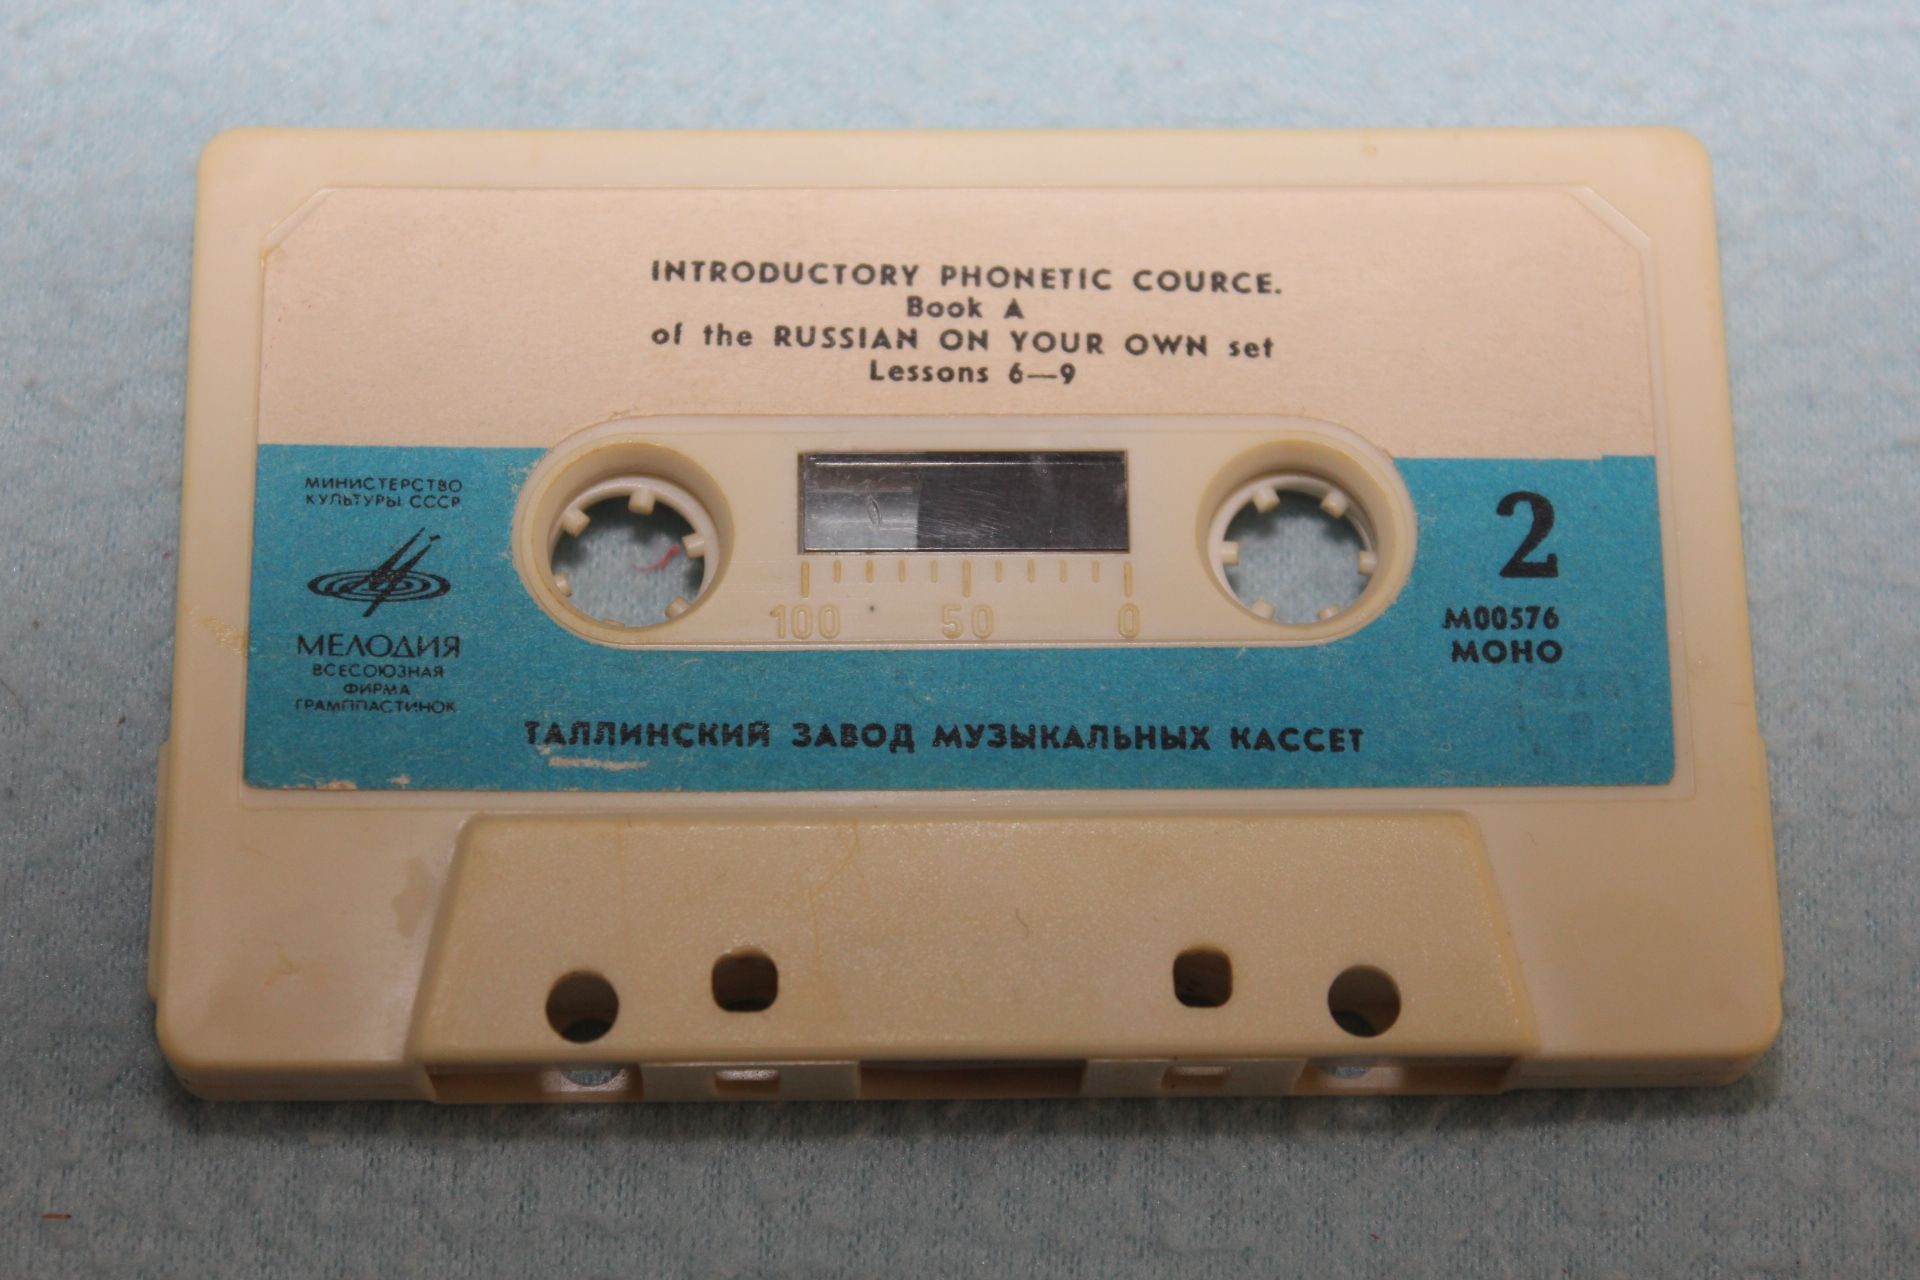 INTRODUCTORY PHONETIC COURCE.
Book A
of the RUSSIAN ON YOUR OWN set
Lessons 6—9
МИНИСТЕРСТВО
КУЛЬТУРЫ СССР
МЕЛОДИЯ
ВСЕСОЮЗНАЯ
ФИРМА
ГРАМПЛАСТИНОК
100 50 0
2
М00576
МОНО
ТАЛЛИНСКИЙ ЗАВОД МУЗЫКАЛЬНЫХ КАССЕТ